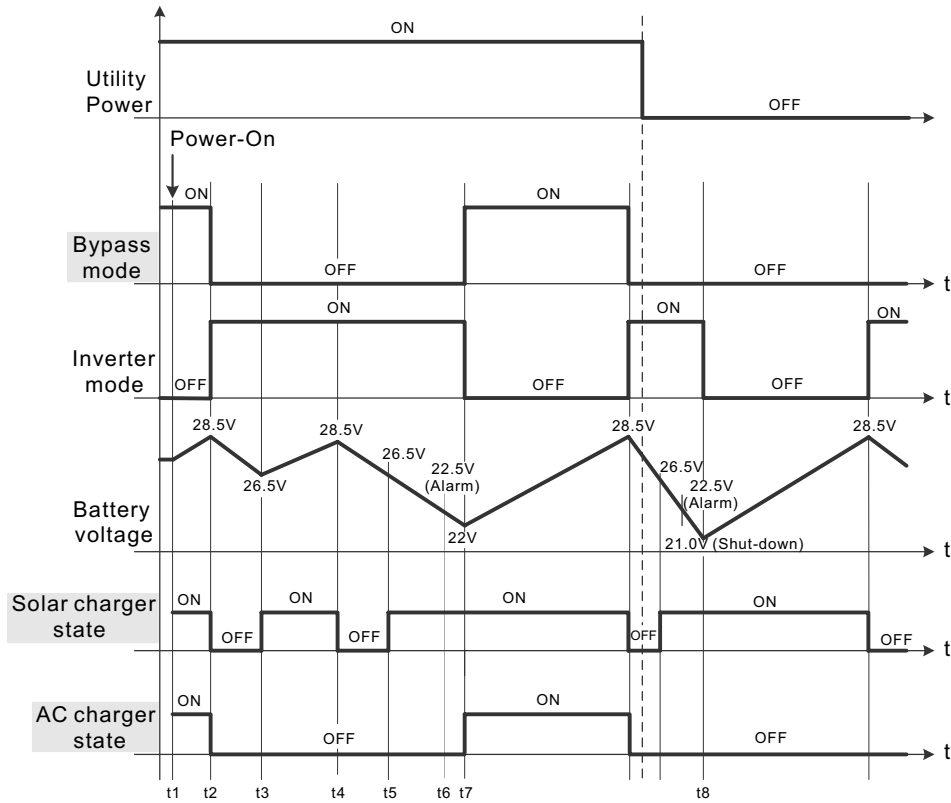 ON
Utility
Power
OFF
Power-On
ON
ON
Bypass
mode
OFF
OFF
t
ON
ON
ON
Inverter
mode
OFF
OFF
OFF
t
28.5V
28.5V
28.5V
28.5V
26.5V
26.5V
22.5V
(Alarm)
26.5V
22.5V
(Alarm)
Battery
voltage
22V
21.0V (Shut-down)
t
Solar charger
state
ON
ON
ON
ON
OFF
OFF
OFF
OFF
t
AC charger
state
ON
ON
OFF
OFF
t
t1
t2
t3
t4
t5
t6
t7
t8